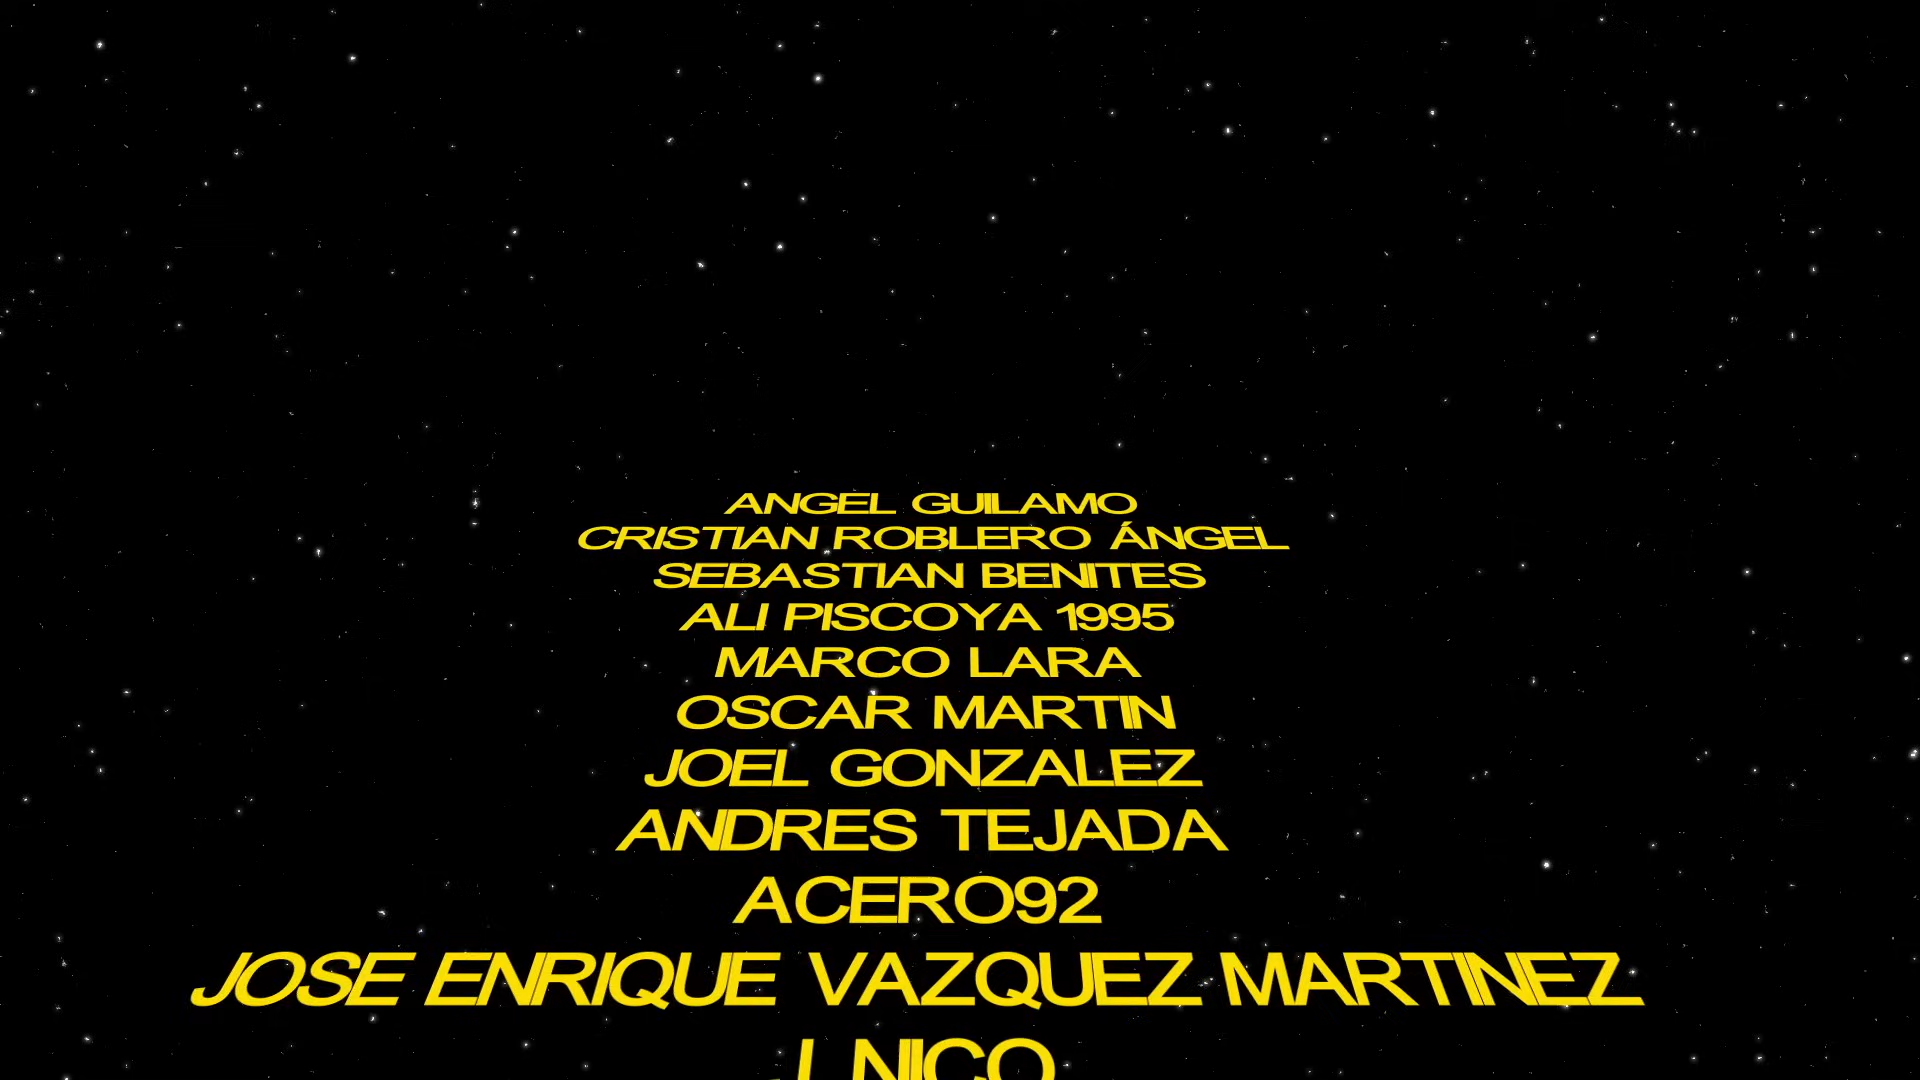 ANGEL GUILAMO
CRISTIAN ROBLERO ÁNGEL
SEBASTIAN BENITES
ALI PISCOYA 1995
MARCO LARA
OSCAR MARTIN
JOEL GONZALEZ
ANDRES TEJADA
ACERO92
JOSE ENRIQUE VAZQUEZ MARTINEZ